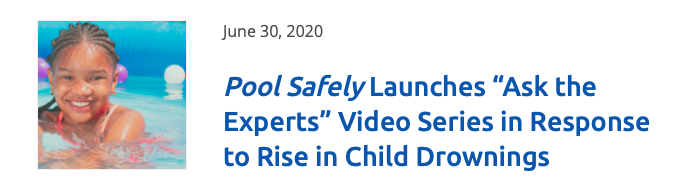 June 30, 2020
Pool Safely Launches “Ask the
Experts” Video Series in Response
to Rise in Child Drownings